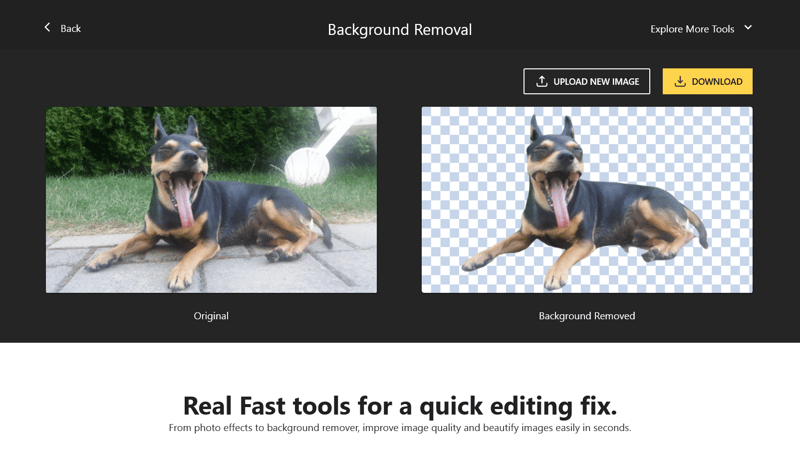 Back
Background Removal
Explore More Tools
UPLOAD NEW IMAGE
DOWNLOAD
Original
Background Removed
Real Fast tools for a quick editing fix.
From photo effects to background remover, improve image quality and beautify images easily in seconds.